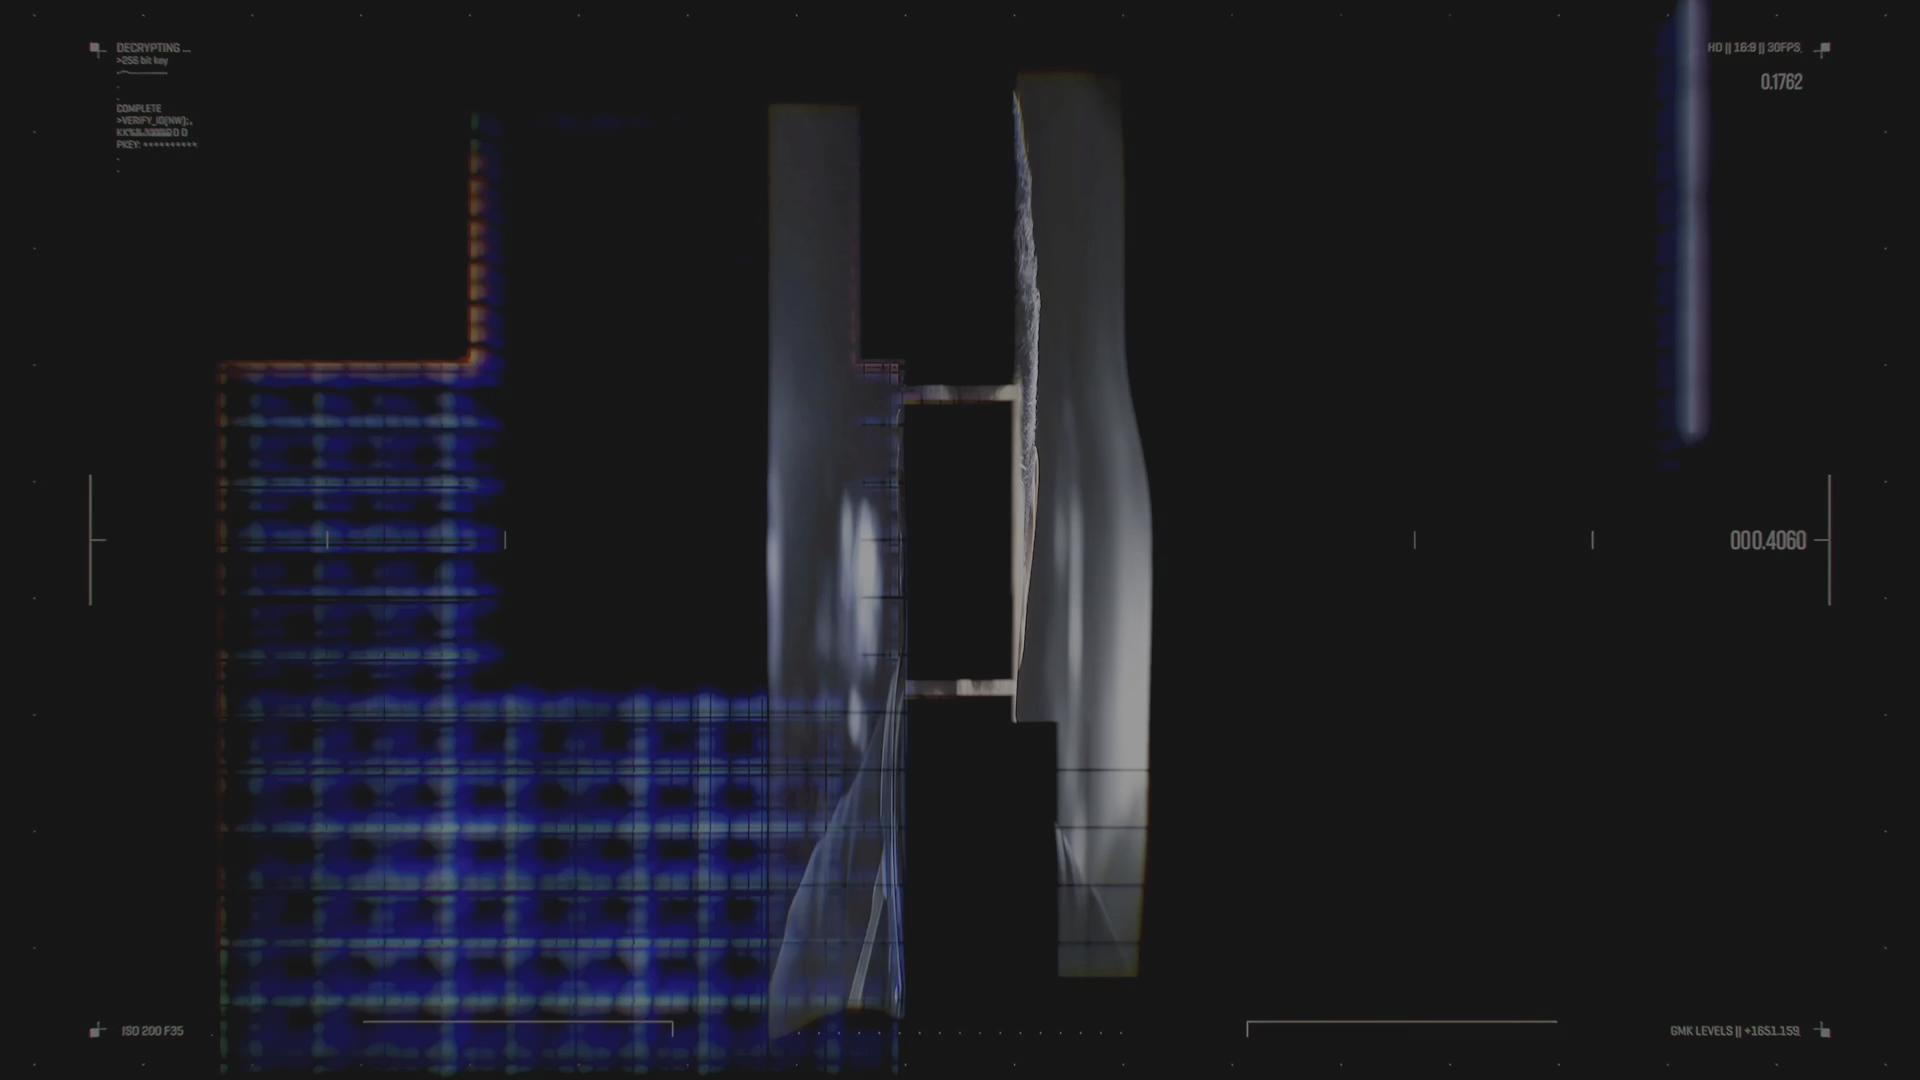 DECRYPTING ...
>256 bit key
COMPLETE
>VERIFY_ID(NW);.
PKEY: **********
HD || 16:9 || 30FPS
0.1762
000.4060
ISO 200 F35
GMK LEVELS || +1651.159